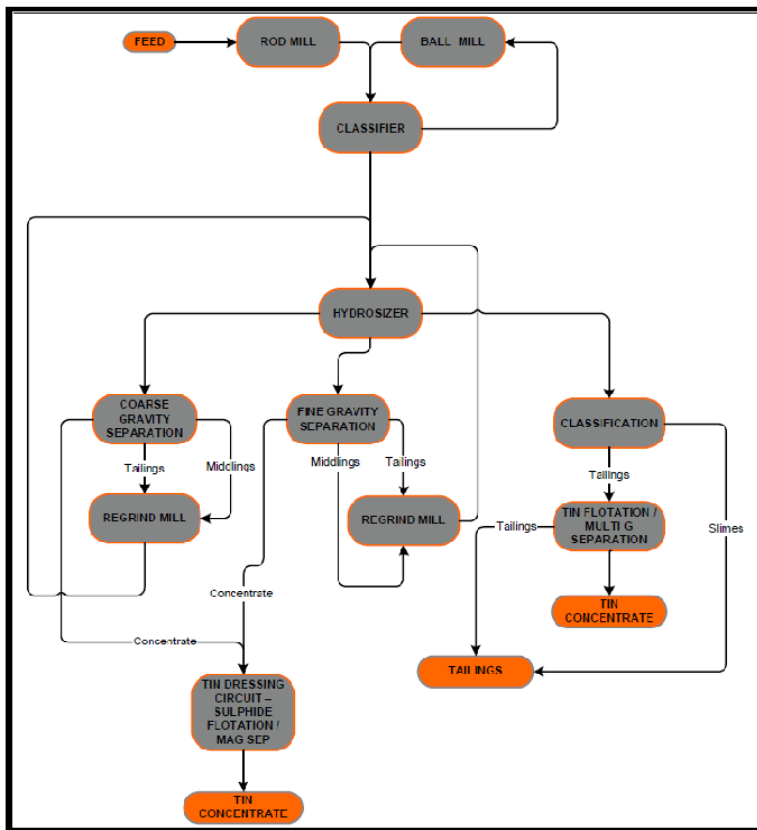 FEED
ROD MILL
BALL MILL
CLASSIFIER
HYDROSIZER
COARSE
GRAVITY
SEPARATION
FINE GRAVITY
SEPARATION
CLASSIFICATION
Tailings
Middlings
Middlings
Tailings
Tailings
REGRIND MILL
REGRIND MILL
TIN FLOTATION /
MULTI G
SEPARATION
Tailings
Slimes
Concentrate
TIN
CONCENTRATE
Concentrate
TAILINGS
TIN DRESSING
CIRCUIT –
SULPHIDE
FLOTATION /
MAG SEP
TIN
CONCENTRATE